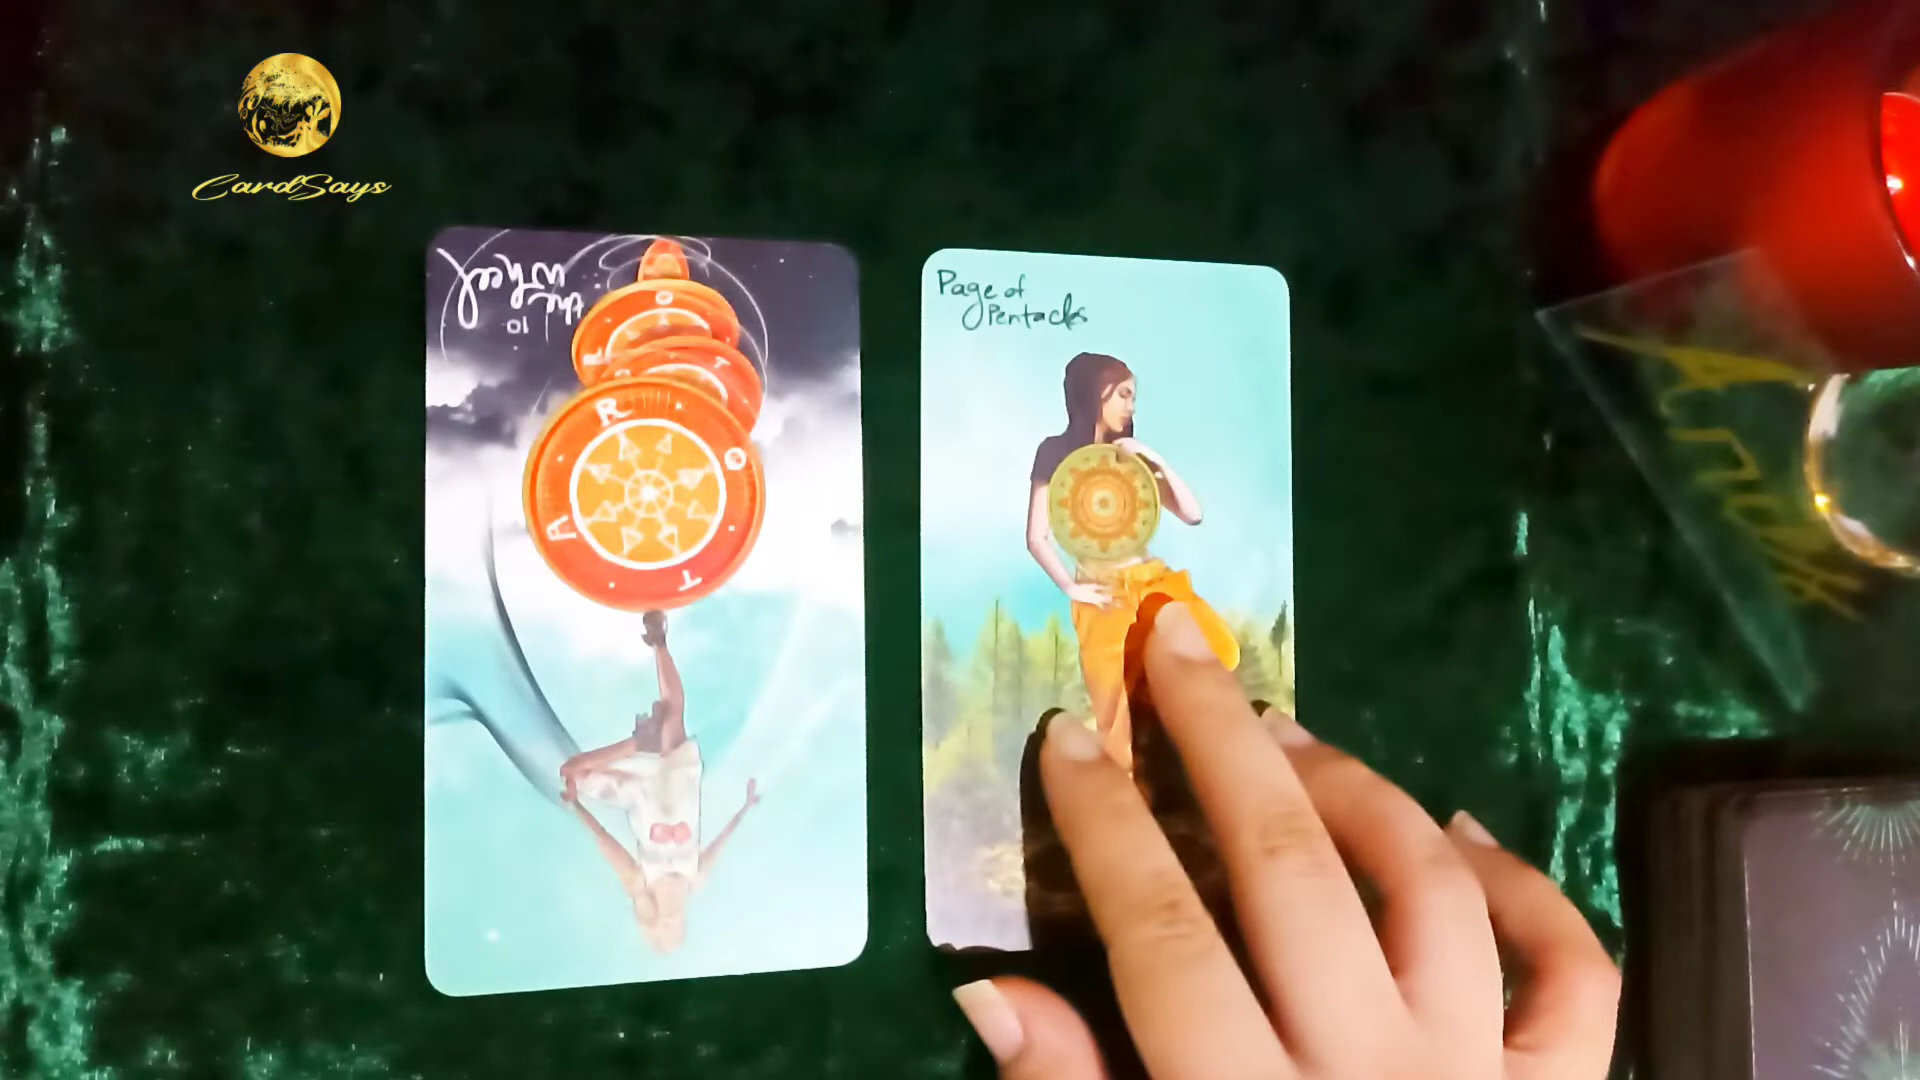 CardSays
10
the
wheel
R
O
T
A
Page of
Pentacles